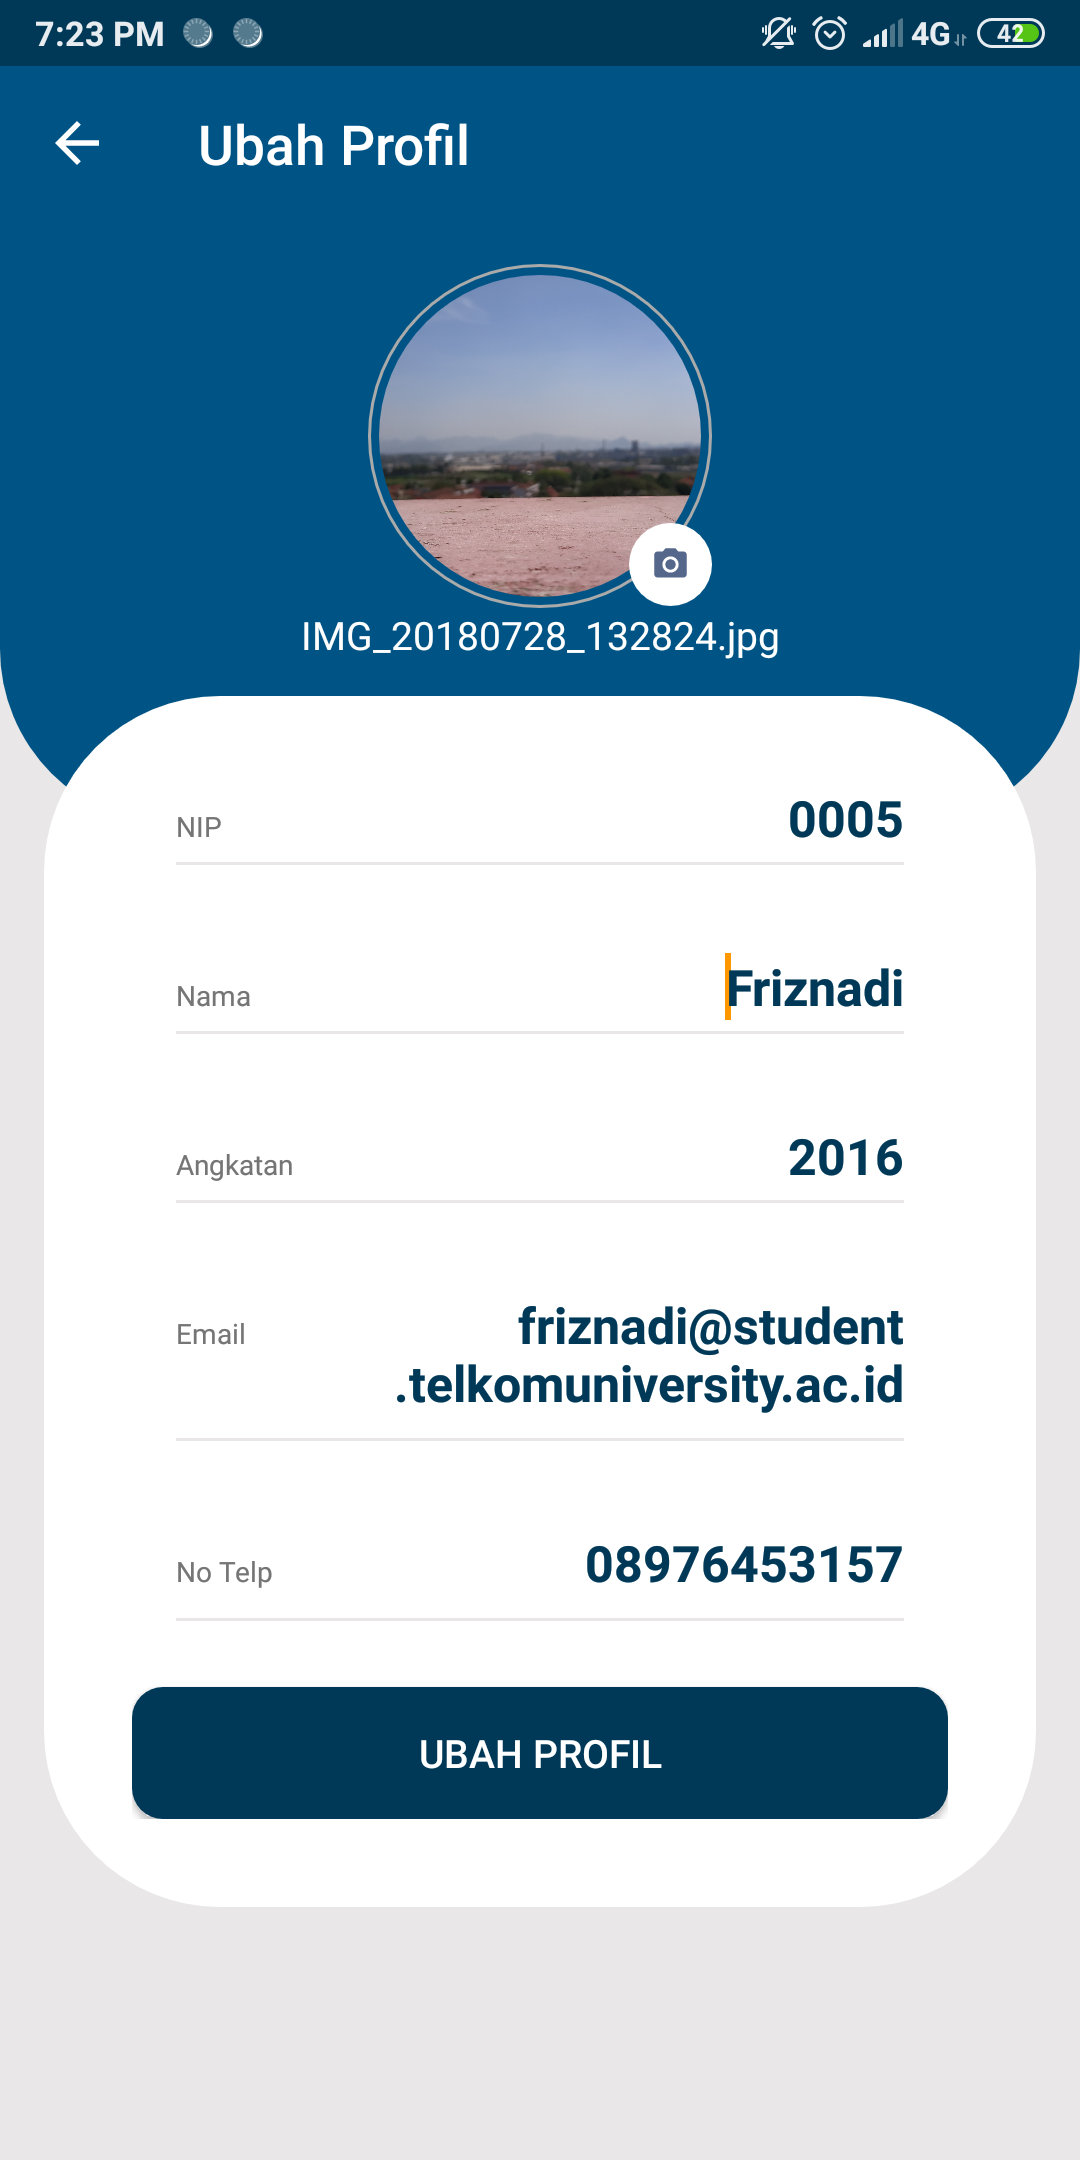 7:23 PM 4G 42
Ubah Profil
IMG_20180728_132824.jpg
NIP 0005
Nama Friznadi
Angkatan 2016
Email friznadi@student
.telkomuniversity.ac.id
No Telp 08976453157
UBAH PROFIL